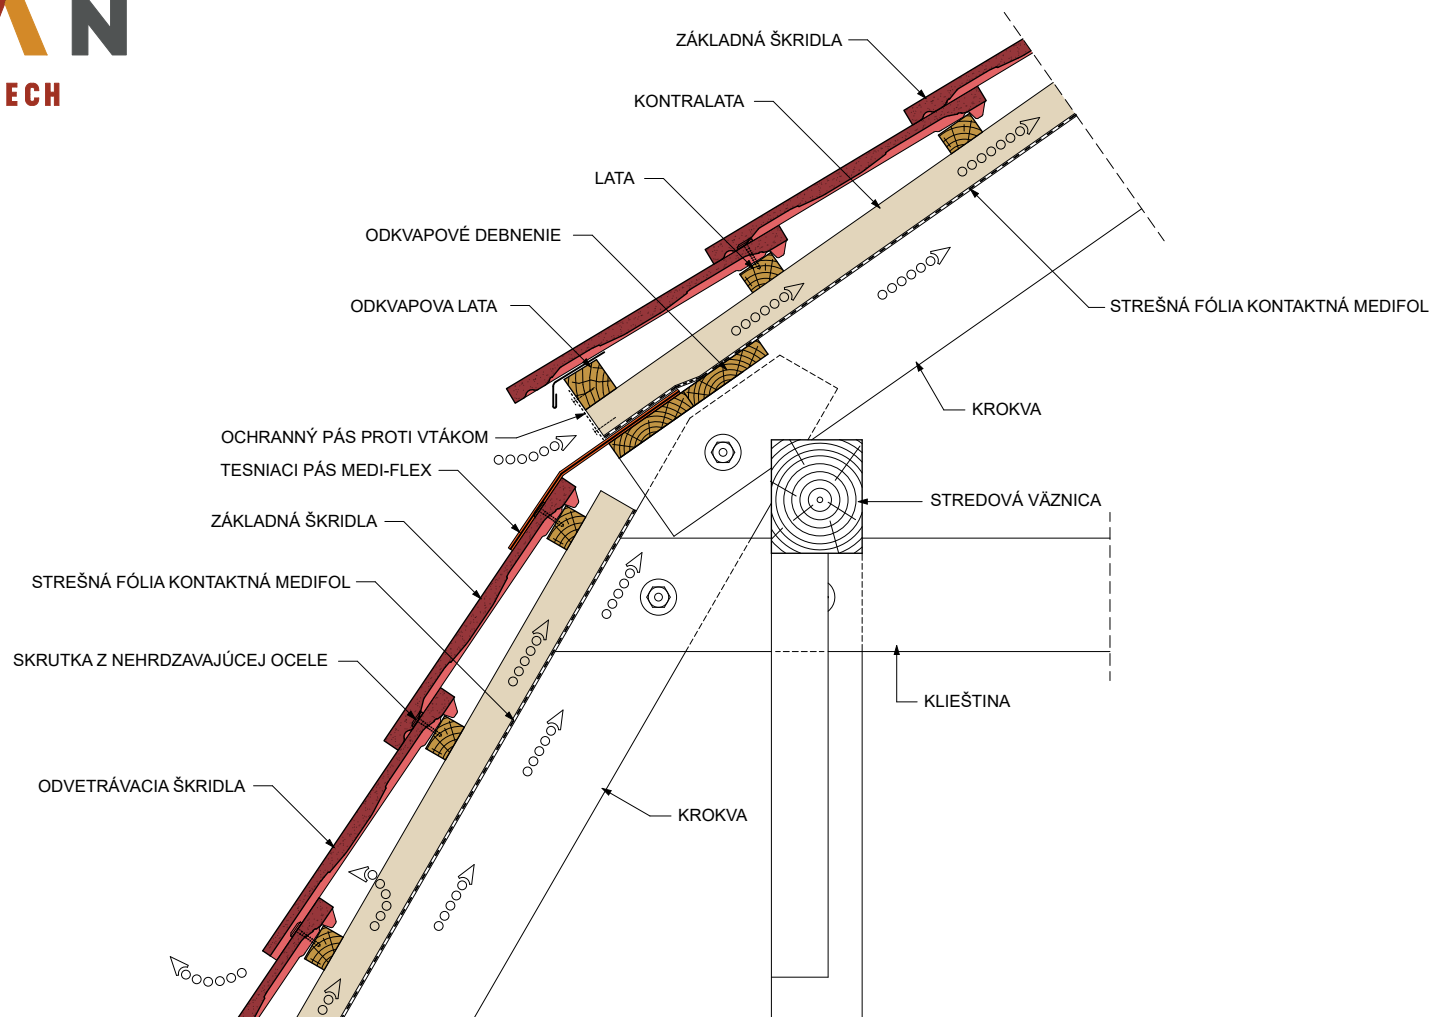 N
ECH
ZÁKLADNÁ ŠKRIDLA
KONTRALATA
LATA
ODKVAPOVÉ DEBNENIE
ODKVAPOVA LATA
STREŠNÁ FÓLIA KONTAKTNÁ MEDIFOL
KROKVA
OCHRANNÝ PÁS PROTI VTÁKOM
TESNIACI PÁS MEDI-FLEX
STREDOVÁ VÄZNICA
ZÁKLADNÁ ŠKRIDLA
STREŠNÁ FÓLIA KONTAKTNÁ MEDIFOL
SKRUTKA Z NEHRDZAVAJÚCEJ OCELE
KLIEŠTINA
ODVETRÁVACIA ŠKRIDLA
KROKVA